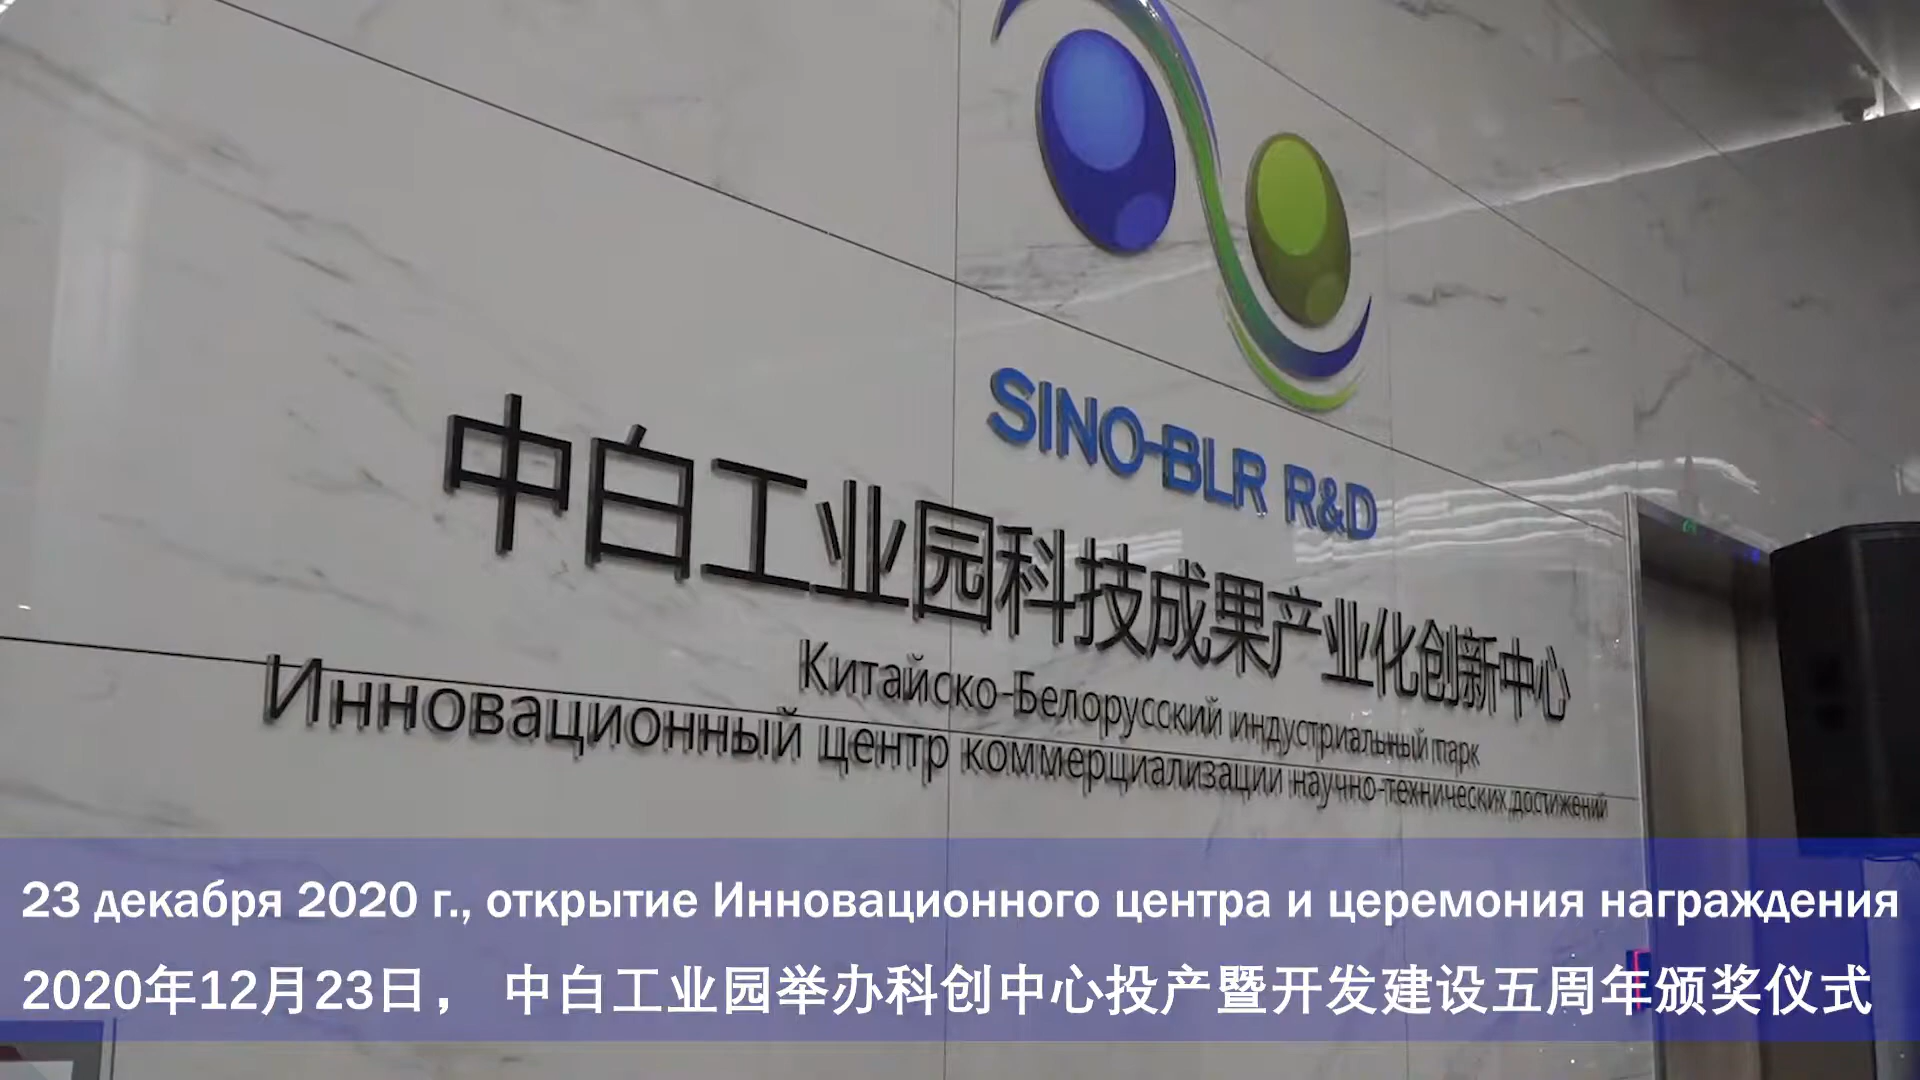 SINO-BLR R&D
中白工业园科技成果产业化创新中心
Китайско-Белорусский индустриальный парк
Инновационный центр коммерциализации научно-технических достижений
23 декабря 2020 г., открытие Инновационного центра и церемония награждения
2020年12月23日， 中白工业园举办科创中心投产暨开发建设五周年颁奖仪式